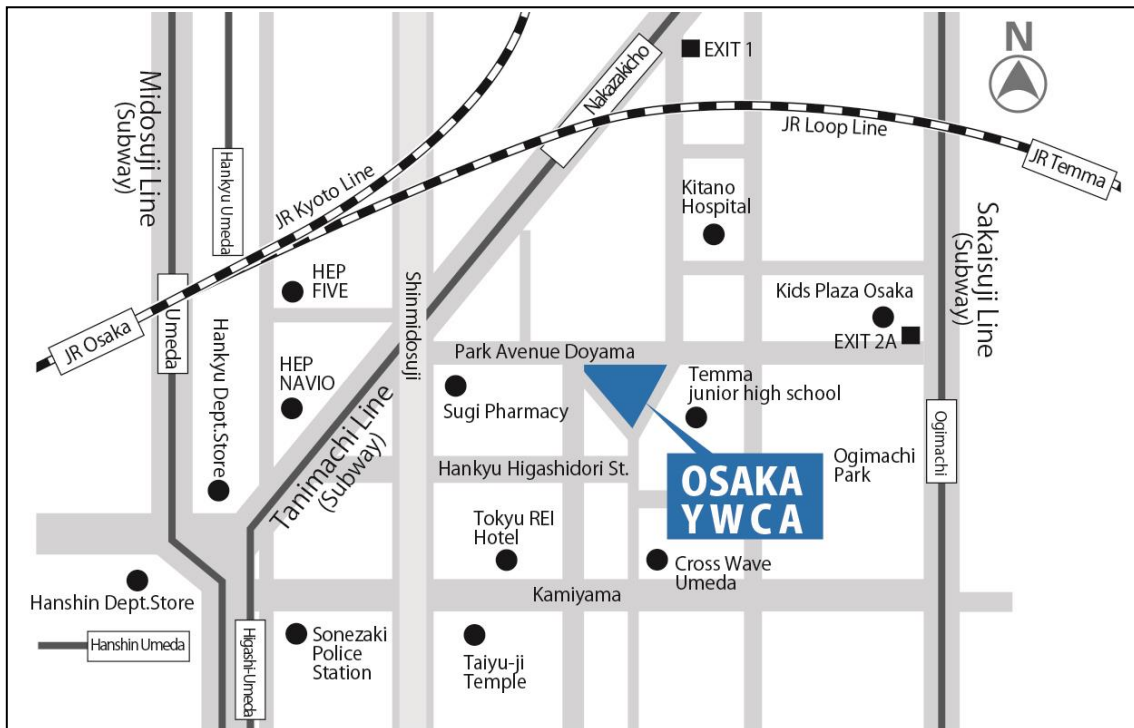 N
EXIT 1
Nakazakicho
JR Loop Line
JR Temma
Midosuji Line
(Subway)
Hankyu Umeda
JR Kyoto Line
Kitano
Hospital
Sakaisuji Line
(Subway)
HEP
FIVE
Shinmidosuji
Kids Plaza Osaka
EXIT 2A
JR Osaka
Umeda
Hankyu Dept.Store
HEP
NAVIO
Tanimachi Line
(Subway)
Park Avenue Doyama
Sugi Pharmacy
Temma
junior high school
Ogimachi
Ogimachi
Park
Hankyu Higashidori St.
OSAKA
YWCA
Tokyu REI
Hotel
Cross Wave
Umeda
Hanshin Dept.Store
Kamiyama
Hanshin Umeda
Higashi-Umeda
Sonezaki
Police
Station
Taiyu-ji
Temple